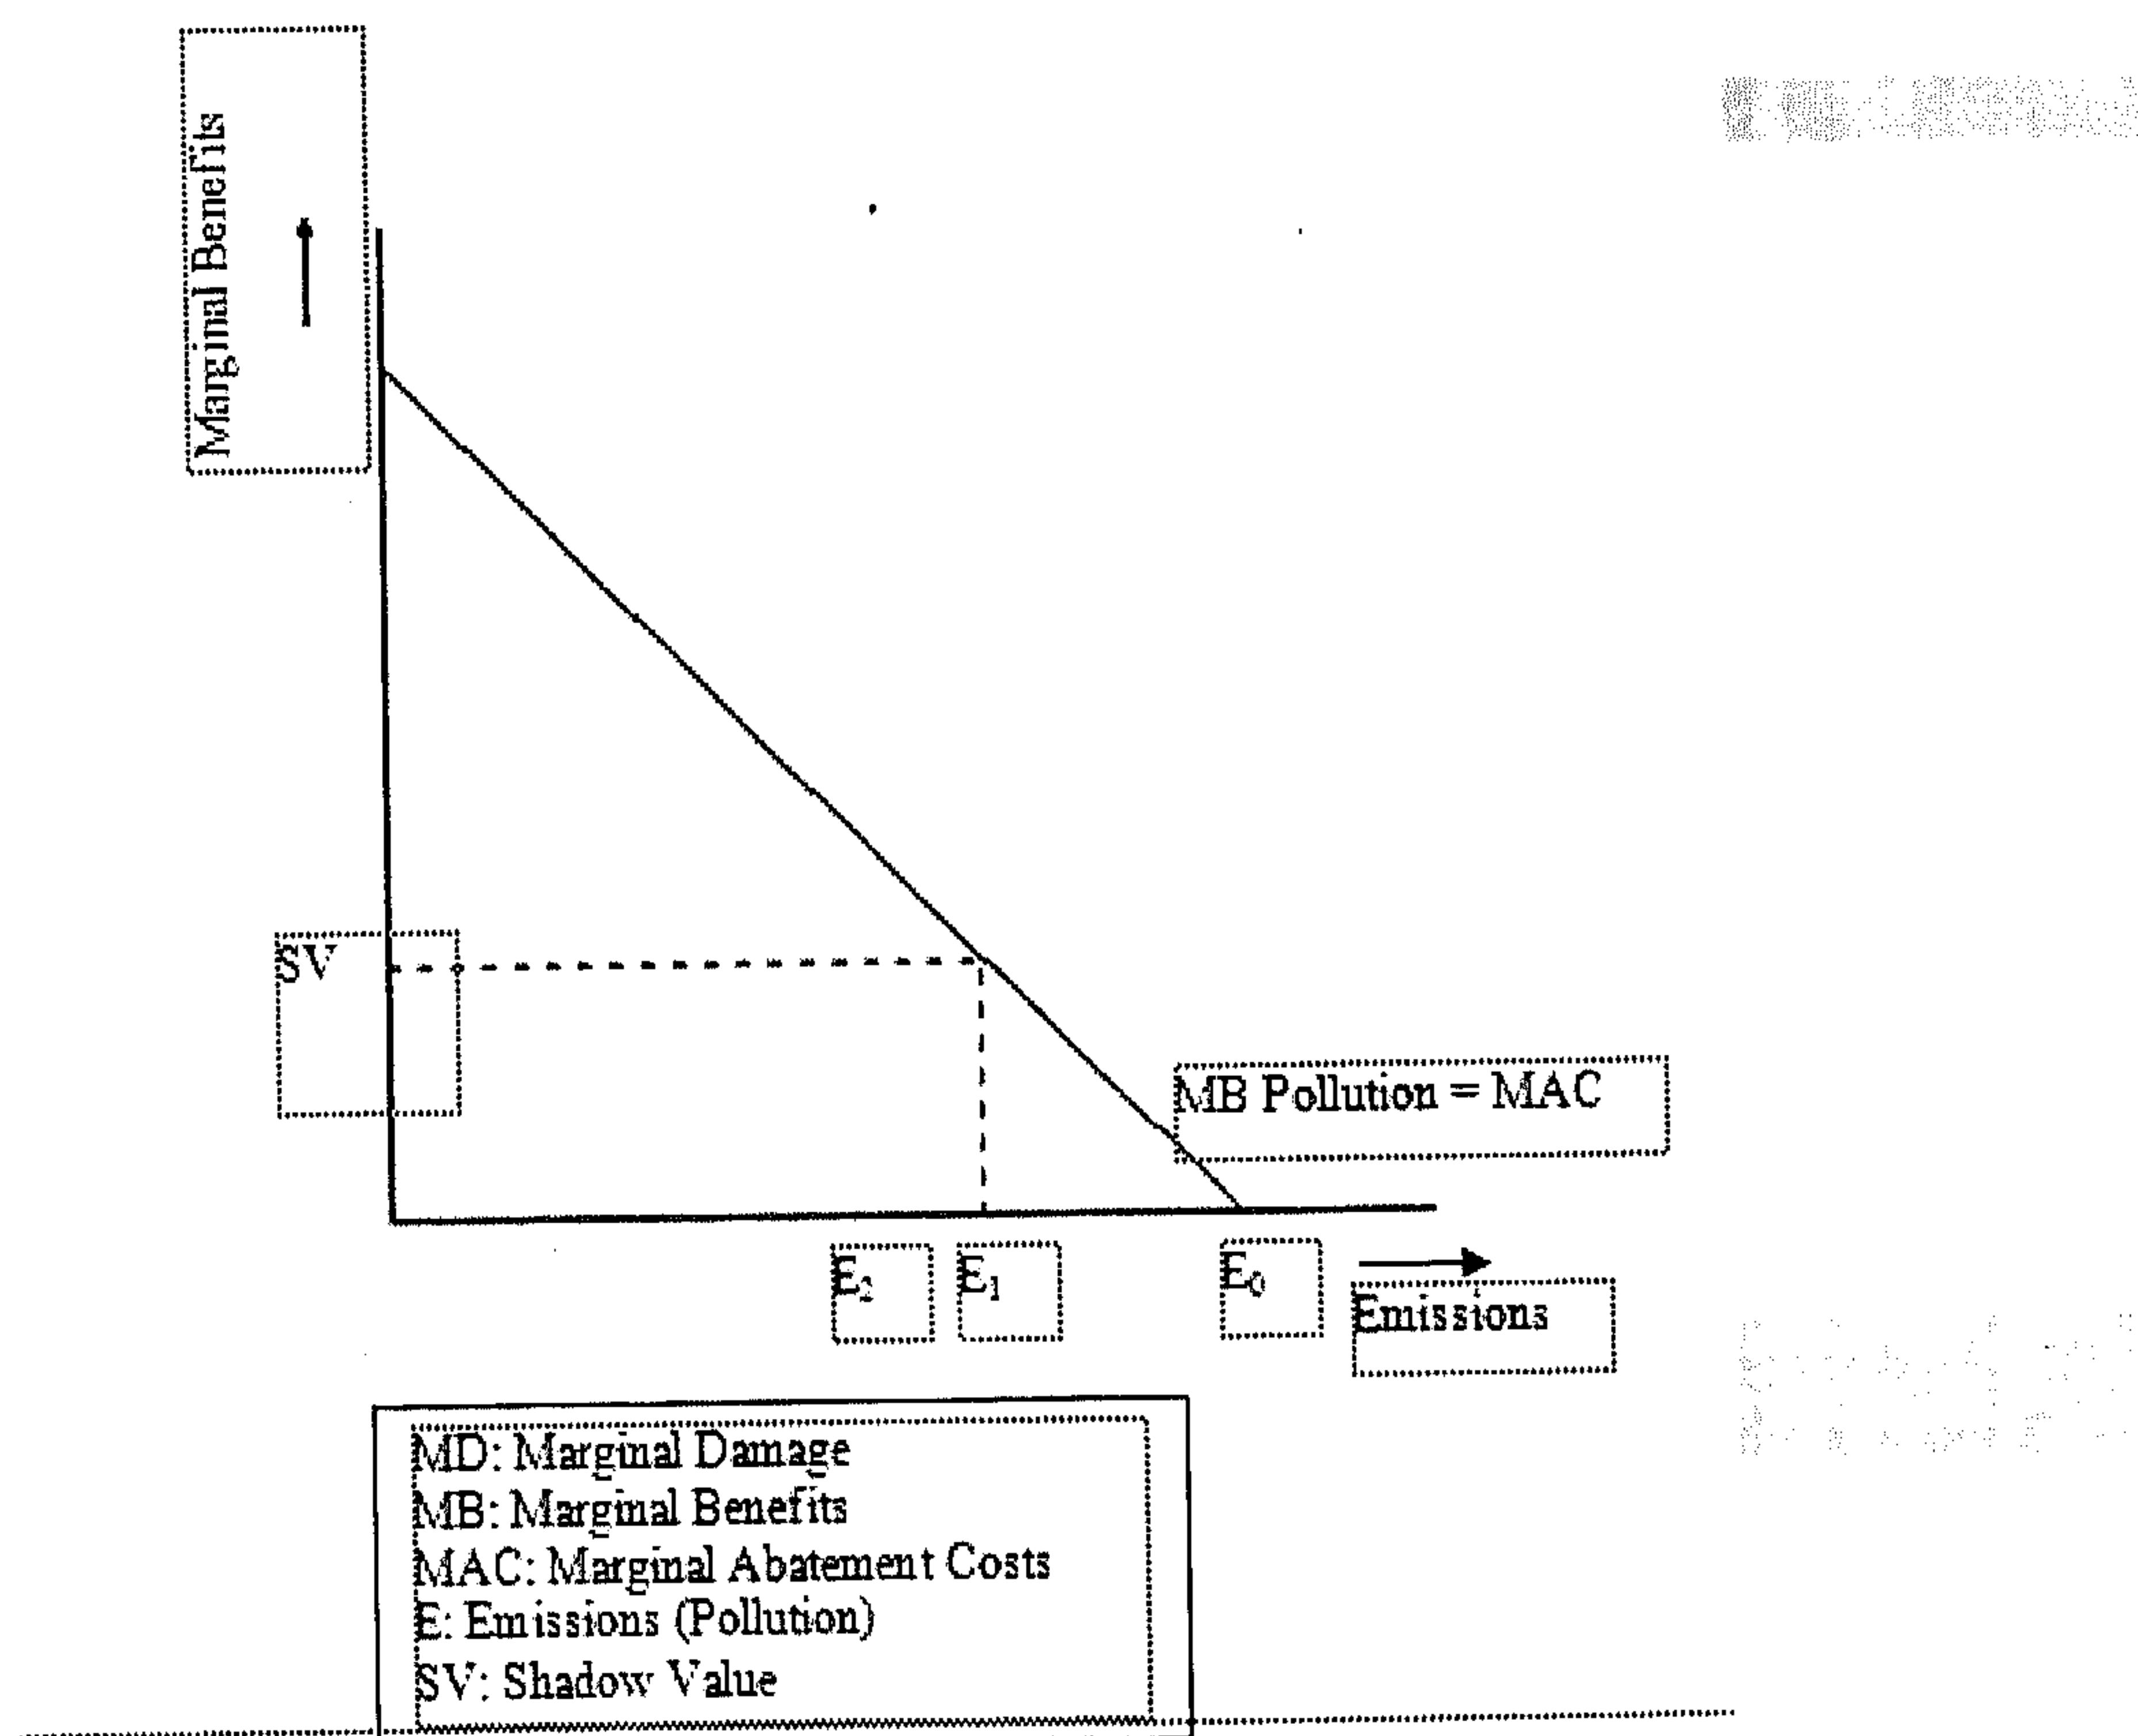 Marginal Benefits
SV
MB Pollution = MAC
E₂
E₁
E₀
Emissions
MD: Marginal Damage
MB: Marginal Benefits
MAC: Marginal Abatement Costs
E: Emissions (Pollution)
SV: Shadow Value